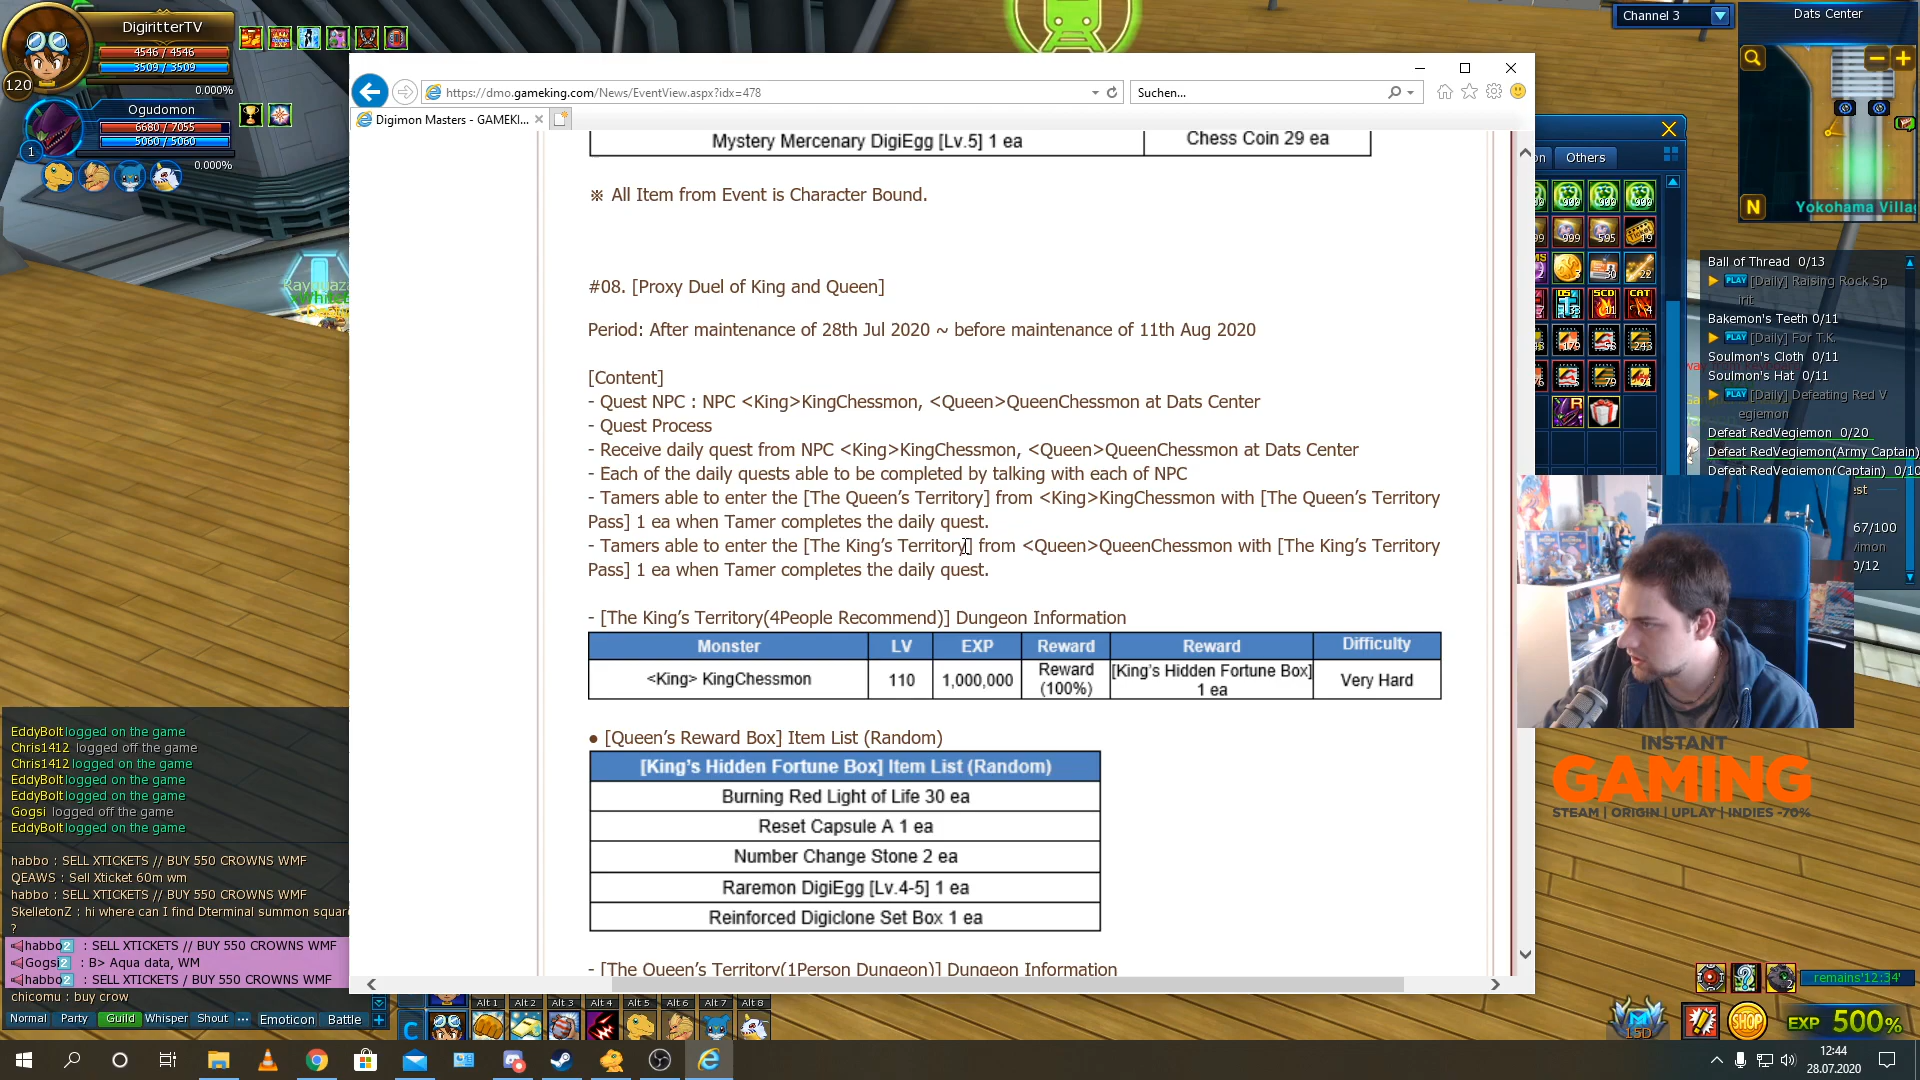 DigiritterTV
4546 / 4546
3509 / 3509
120
0.000%
Ogudomon
6680 / 7055
5060 / 5060
1
0.000%
Channel 3
Dats Center
N
Yokohama Villag
https://dmo.gameking.com/News/EventView.aspx?idx=478
Suchen...
Digimon Masters - GAMEKI...
Mystery Mercenary DigiEgg [Lv.5] 1 ea
Chess Coin 29 ea
※ All Item from Event is Character Bound.
#08. [Proxy Duel of King and Queen]
Period: After maintenance of 28th Jul 2020 ~ before maintenance of 11th Aug 2020
[Content]
- Quest NPC : NPC <King>KingChessmon, <Queen>QueenChessmon at Dats Center
- Quest Process
- Receive daily quest from NPC <King>KingChessmon, <Queen>QueenChessmon at Dats Center
- Each of the daily quests able to be completed by talking with each of NPC
- Tamers able to enter the [The Queen’s Territory] from <King>KingChessmon with [The Queen’s Territory
Pass] 1 ea when Tamer completes the daily quest.
- Tamers able to enter the [The King’s Territory] from <Queen>QueenChessmon with [The King’s Territory
Pass] 1 ea when Tamer completes the daily quest.
- [The King’s Territory(4People Recommend)] Dungeon Information
Monster LV EXP Reward Reward Difficulty
<King> KingChessmon 110 1,000,000 Reward (100%) [King’s Hidden Fortune Box] 1 ea Very Hard
● [Queen’s Reward Box] Item List (Random)
[King’s Hidden Fortune Box] Item List (Random)
Burning Red Light of Life 30 ea
Reset Capsule A 1 ea
Number Change Stone 2 ea
Raremon DigiEgg [Lv.4-5] 1 ea
Reinforced Digiclone Set Box 1 ea
- [The Queen’s Territory(1Person Dungeon)] Dungeon Information
Others
Ball of Thread 0/13
PLAY [Daily] Raising Rock Sp
irit
Bakemon's Teeth 0/11
PLAY [Daily] For T.K.
Soulmon's Cloth 0/11
Soulmon's Hat 0/11
PLAY [Daily] Defeating Red V
egiemon
Defeat RedVegiemon 0/20
Defeat RedVegiemon(Army Captain)
Defeat RedVegiemon(Captain) 0/10
67/100
0/12
INSTANT
GAMING
STEAM | ORIGIN | UPLAY | INDIES -70%
EddyBolt logged on the game
Chris1412 logged off the game
Chris1412 logged on the game
EddyBolt logged on the game
EddyBolt logged on the game
Gogsi logged off the game
EddyBolt logged on the game
habbo : SELL XTICKETS // BUY 550 CROWNS WMF
QEAWS : Sell Xticket 60m wm
habbo : SELL XTICKETS // BUY 550 CROWNS WMF
SkelletonZ : hi where can I find Dterminal summon square
?
habbo2 : SELL XTICKETS // BUY 550 CROWNS WMF
Gogsi2 : B> Aqua data, WM
habbo2 : SELL XTICKETS / BUY 550 CROWNS WMF
chicomu : buy crow
Normal Party Guild Whisper Shout ... Emoticon Battle +
Alt 1 Alt 2 Alt 3 Alt 4 Alt 5 Alt 6 Alt 7 Alt 8
remains'12:34'
15D
SHOP
EXP 500%
12:44
28.07.2020